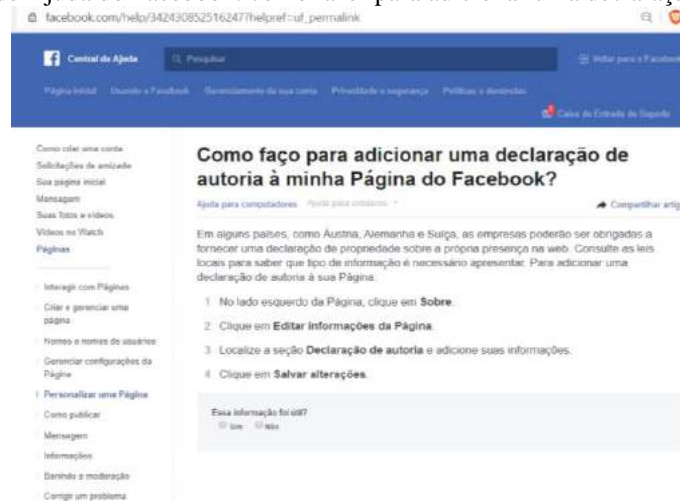 facebook.com/help/342430852516247?helpref=uf_permalink
Central de Ajuda
Pesquisar
Voltar para o Facebook
Página Inicial Usando o Facebook Gerenciamento da sua conta Privacidade e segurança Políticas e denúncias
Caixa de Entrada de Suporte
Como criar uma conta
Solicitações de amizade
Sua página inicial
Mensagem
Suas fotos e vídeos
Vídeos no Watch
Páginas
Interagir com Páginas
Criar e gerenciar uma
página
Nomes e nomes de usuários
Gerenciar configurações da
Página
Personalizar uma Página
Como publicar
Mensagem
Informações
Banindo e moderação
Corrigir um problema
Como faço para adicionar uma declaração de
autoria à minha Página do Facebook?
Ajuda para computadores Ajuda para celulares
Compartilhar artig
Em alguns países, como Áustria, Alemanha e Suíça, as empresas poderão ser obrigadas a
fornecer uma declaração de propriedade sobre a própria presença na web. Consulte as leis
locais para saber que tipo de informação é necessário apresentar. Para adicionar uma
declaração de autoria à sua Página:
1 No lado esquerdo da Página, clique em Sobre.
2 Clique em Editar informações da Página.
3 Localize a seção Declaração de autoria e adicione suas informações.
4 Clique em Salvar alterações.
Essa informação foi útil?
Sim Não